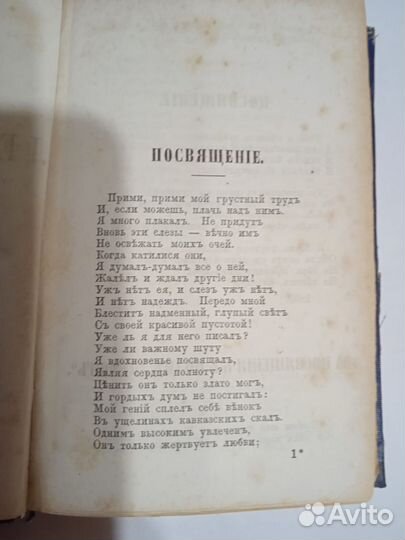 ПОСВЯЩЕНІЕ.
Прими, прими мой грустный трудъ
И, если можешь, плачь надъ нимъ.
Я много плакалъ. Не придутъ
Вновь эти слезы — вѣчно имъ
Не освѣжать моихъ очей.
Когда катилися они,
Я думалъ-думалъ все о ней,
Жалѣлъ и ждалъ другіе дни!
Ужъ нѣтъ ея, и слезъ ужъ нѣтъ,
И нѣтъ надеждъ. Передо мной
Блеститъ надменный, глупый свѣтъ
Съ своей красивой пустотой!
Уже ль я для него писалъ?
Уже ли важному шуту
Я вдохновенье посвящалъ,
Являя сердца полноту?
Цѣнить онъ только злато могъ,
И гордыхъ думъ не постигалъ:
Мой геній сплелъ себѣ вѣнокъ
Въ ущелинахъ кавказскихъ скалъ.
Однимъ высокимъ увлеченъ,
Онъ только жертвуетъ любви;
1*
Avito